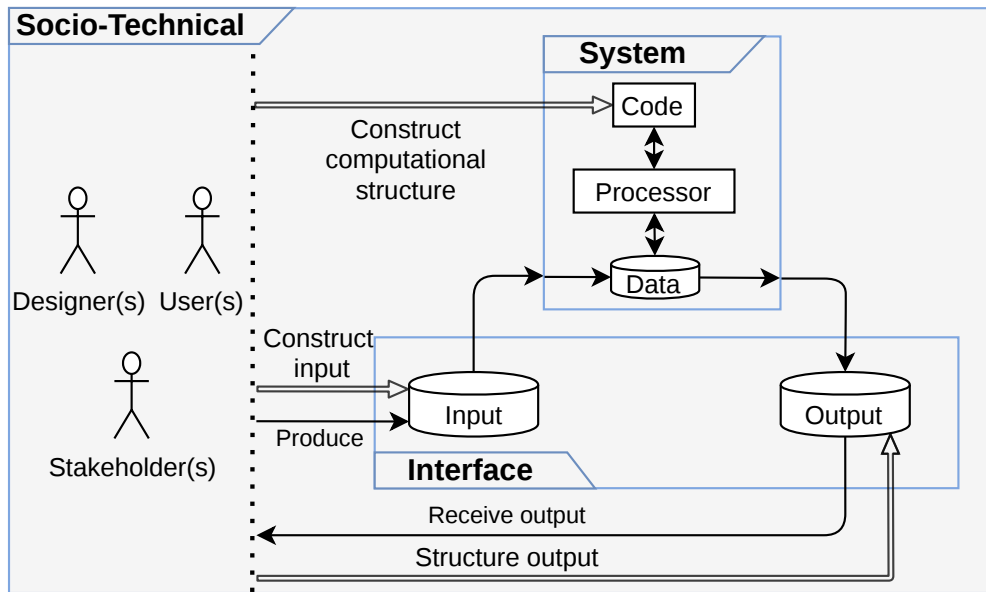 Socio-Technical
System
Code
Construct
computational
structure
Processor
Designer(s)
User(s)
Data
Construct
input
Input
Output
Produce
Stakeholder(s)
Interface
Receive output
Structure output